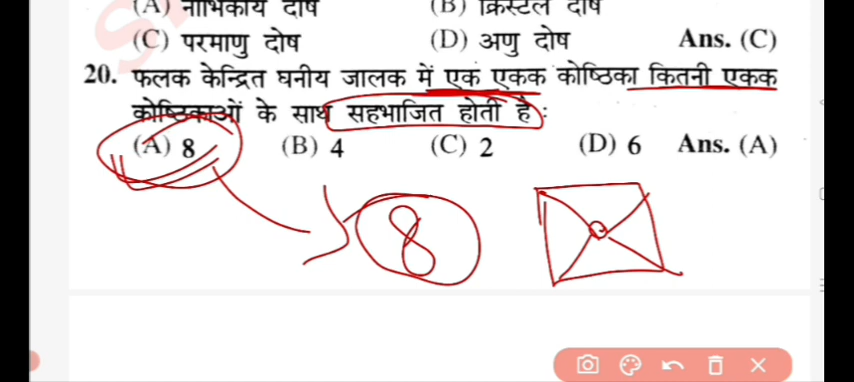 (A) नाभिकीय दोष (B) क्रिस्टल दोष
(C) परमाणु दोष (D) अणु दोष Ans. (C)
20. फलक केन्द्रित घनीय जालक में एक एकक कोष्ठिका कितनी एकक
कोष्ठिकाओं के साथ सहभाजित होती है :
(A) 8 (B) 4 (C) 2 (D) 6 Ans. (A)
8